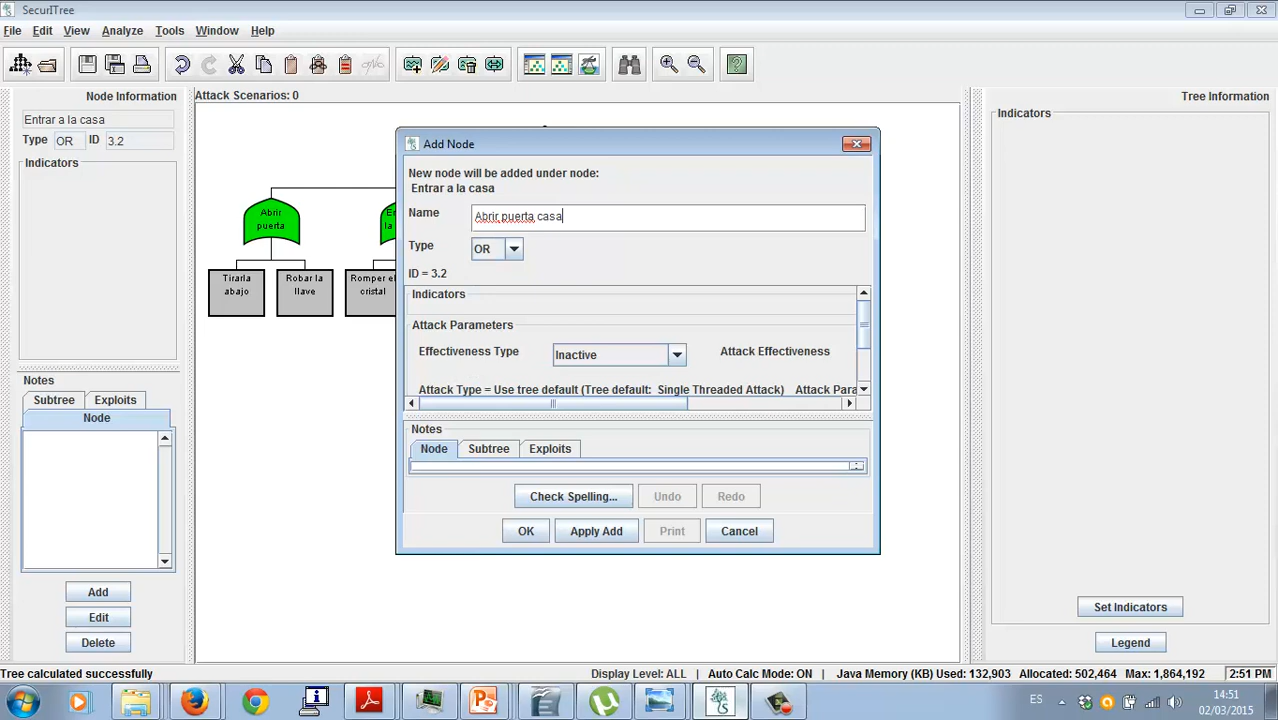 SecurITree
File Edit View Analyze Tools Window Help
Node Information
Entrar a la casa
Type OR ID 3.2
Indicators
Attack Scenarios: 0
Abrir
puerta
Tirarla
abajo
Robar la
llave
Romper el
cristal
Add Node
New node will be added under node:
Entrar a la casa
Name Abrir puerta casa
Type OR
ID = 3.2
Indicators
Attack Parameters
Effectiveness Type Inactive Attack Effectiveness
Attack Type = Use tree default (Tree default: Single Threaded Attack) Attack Para
Notes
Node Subtree Exploits
Check Spelling... Undo Redo
OK Apply Add Print Cancel
Tree Information
Indicators
Set Indicators
Legend
Notes
Subtree Exploits
Node
Add
Edit
Delete
Tree calculated successfully
Display Level: ALL Auto Calc Mode: ON Java Memory (KB) Used: 132,903 Allocated: 502,464 Max: 1,864,192 2:51 PM
ES
14:51
02/03/2015